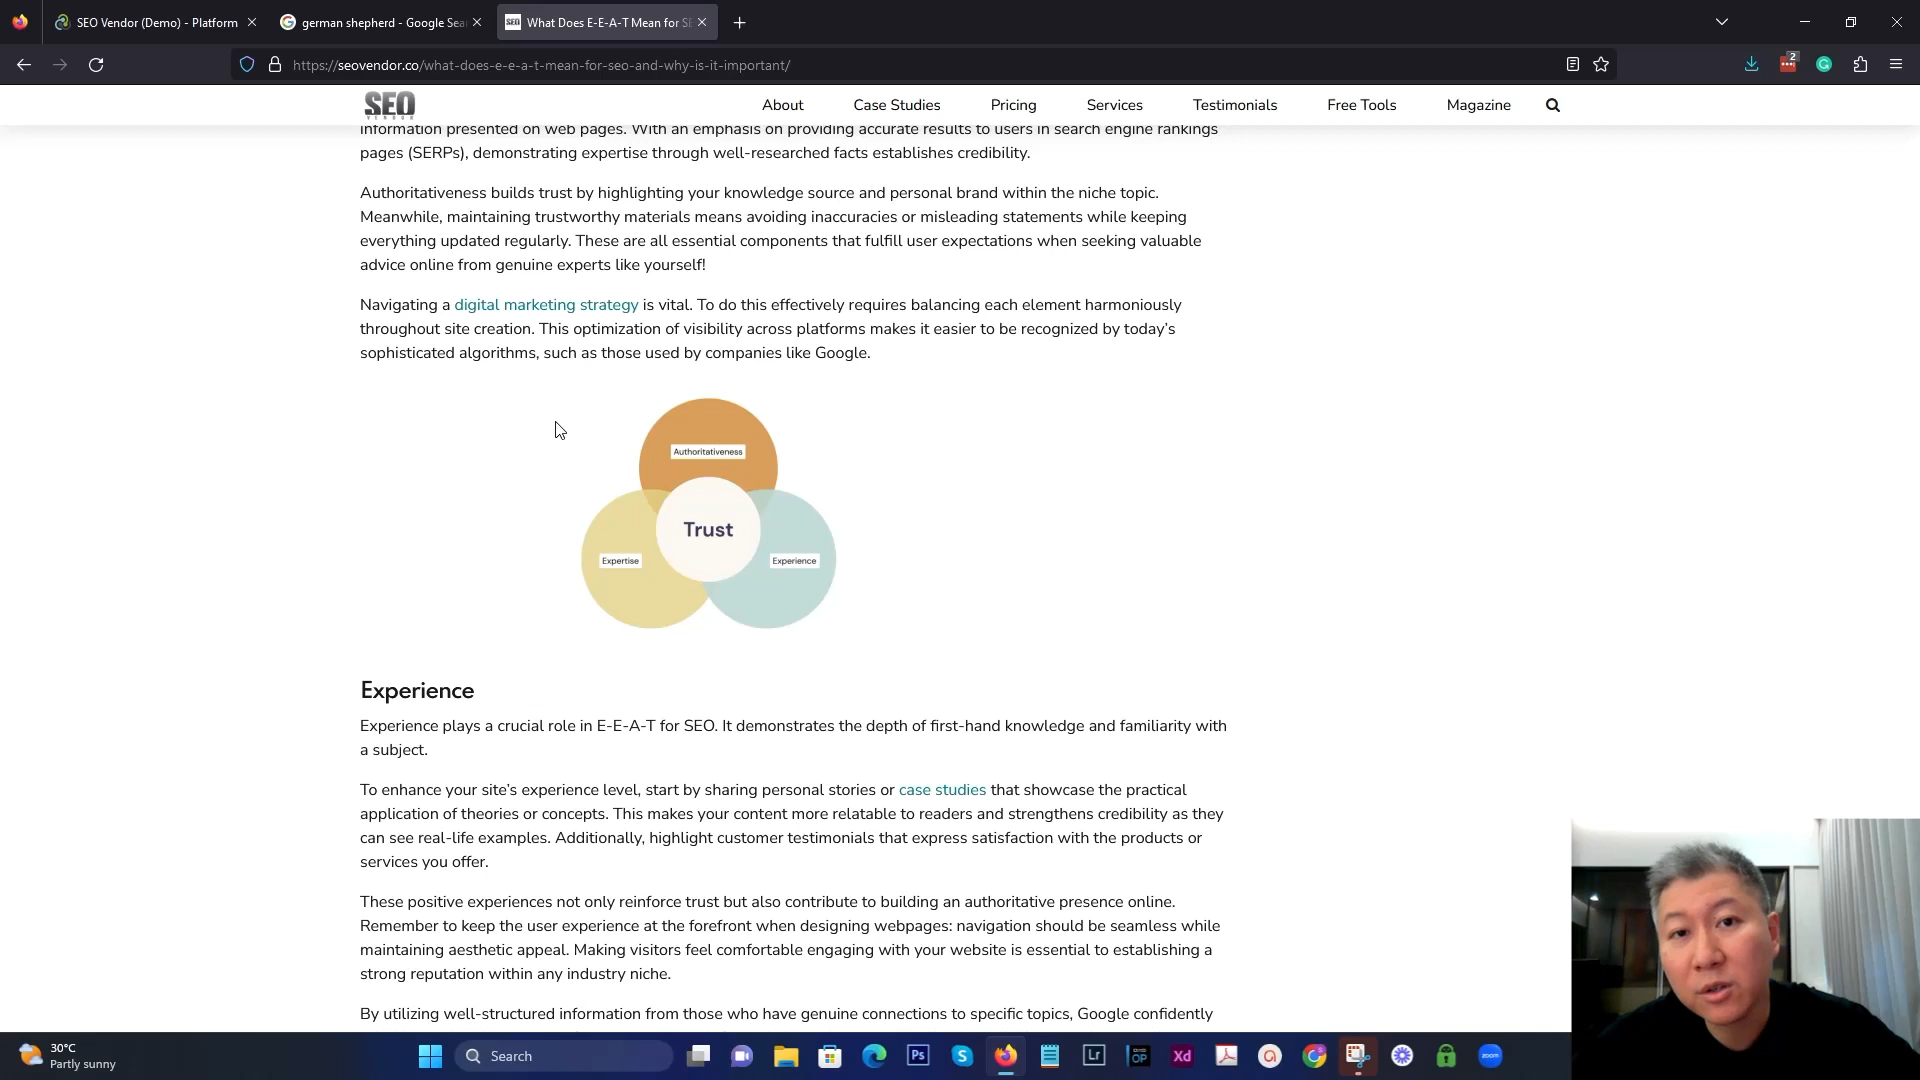 SEO Vendor (Demo) - Platform
german shepherd - Google Sea
What Does E-E-A-T Mean for SE
https://seovendor.co/what-does-e-e-a-t-mean-for-seo-and-why-is-it-important/
2
SEO
VENDOR
About
Case Studies
Pricing
Services
Testimonials
Free Tools
Magazine
information presented on web pages. With an emphasis on providing accurate results to users in search engine rankings
pages (SERPs), demonstrating expertise through well-researched facts establishes credibility.
Authoritativeness builds trust by highlighting your knowledge source and personal brand within the niche topic.
Meanwhile, maintaining trustworthy materials means avoiding inaccuracies or misleading statements while keeping
everything updated regularly. These are all essential components that fulfill user expectations when seeking valuable
advice online from genuine experts like yourself!
Navigating a digital marketing strategy is vital. To do this effectively requires balancing each element harmoniously
throughout site creation. This optimization of visibility across platforms makes it easier to be recognized by today's
sophisticated algorithms, such as those used by companies like Google.
Authoritativeness
Trust
Expertise
Experience
Experience
Experience plays a crucial role in E-E-A-T for SEO. It demonstrates the depth of first-hand knowledge and familiarity with
a subject.
To enhance your site's experience level, start by sharing personal stories or case studies that showcase the practical
application of theories or concepts. This makes your content more relatable to readers and strengthens credibility as they
can see real-life examples. Additionally, highlight customer testimonials that express satisfaction with the products or
services you offer.
These positive experiences not only reinforce trust but also contribute to building an authoritative presence online.
Remember to keep the user experience at the forefront when designing webpages: navigation should be seamless while
maintaining aesthetic appeal. Making visitors feel comfortable engaging with your website is essential to establishing a
strong reputation within any industry niche.
By utilizing well-structured information from those who have genuine connections to specific topics, Google confidently
30°C
Partly sunny
Search
Ps
Lr
OP
Xd
zoom